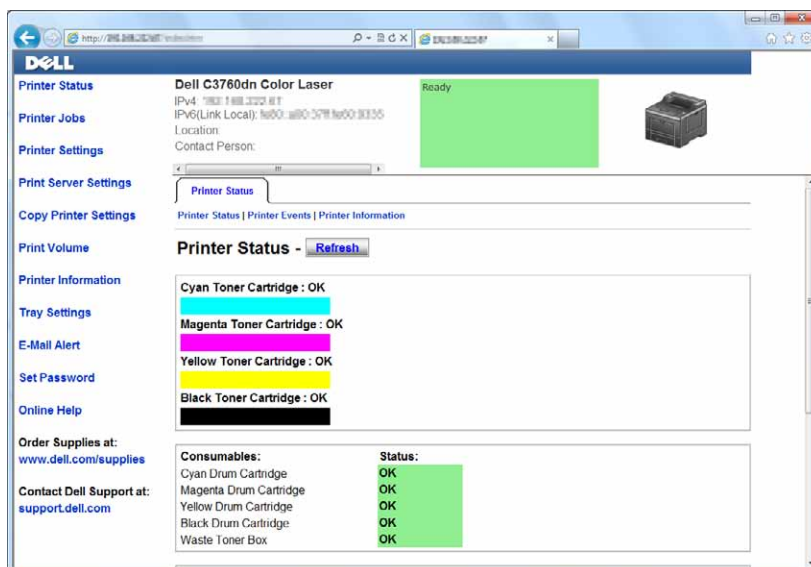 http://
DELL
Printer Status
Printer Jobs
Printer Settings
Print Server Settings
Copy Printer Settings
Print Volume
Printer Information
Tray Settings
E-Mail Alert
Set Password
Online Help
Order Supplies at:
www.dell.com/supplies
Contact Dell Support at:
support.dell.com
Dell C3760dn Color Laser
IPv4:
IPv6(Link Local):
Location:
Contact Person:
Ready
Printer Status
Printer Status | Printer Events | Printer Information
Printer Status - Refresh
Cyan Toner Cartridge : OK
Magenta Toner Cartridge : OK
Yellow Toner Cartridge : OK
Black Toner Cartridge : OK
Consumables: Status:
Cyan Drum Cartridge OK
Magenta Drum Cartridge OK
Yellow Drum Cartridge OK
Black Drum Cartridge OK
Waste Toner Box OK